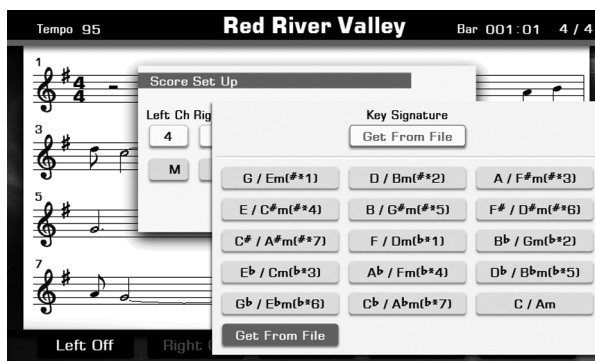 Tempo 95 Red River Valley Bar 001:01 4 / 4
1
4
4
Score Set Up
Left Ch Rig
Key Signature
4
Get From File
3
M
G / Em(#*1) D / Bm(#*2) A / F#m(#*3)
5
E / C#m(#*4) B / G#m(#*5) F# / D#m(#*6)
C# / A#m(#*7) F / Dm(b*1) Bb / Gm(b*2)
7
Eb / Cm(b*3) Ab / Fm(b*4) Db / Bbm(b*5)
Gb / Ebm(b*6) Cb / Abm(b*7) C / Am
Get From File
Left Off Right